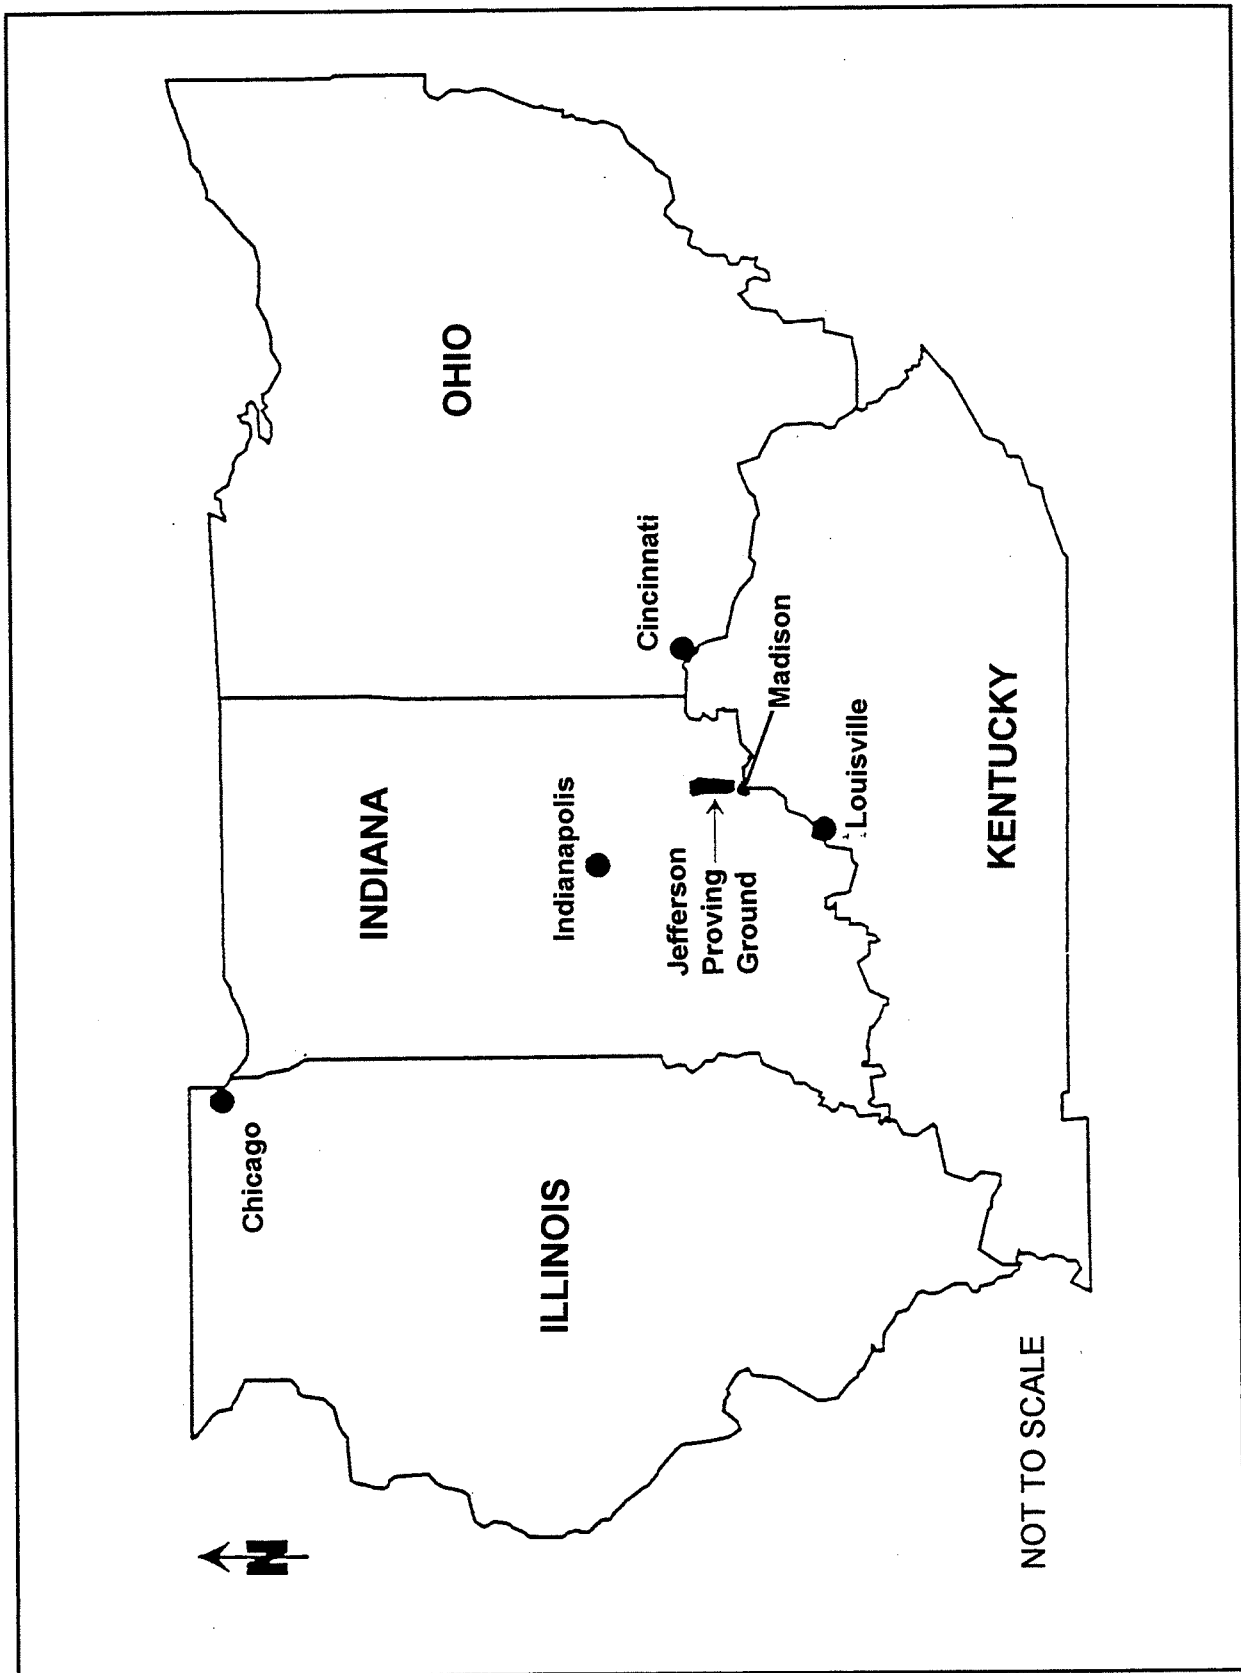 N
Chicago
INDIANA
OHIO
ILLINOIS
Indianapolis
Cincinnati
Jefferson
Proving
Ground
Madison
Louisville
KENTUCKY
NOT TO SCALE